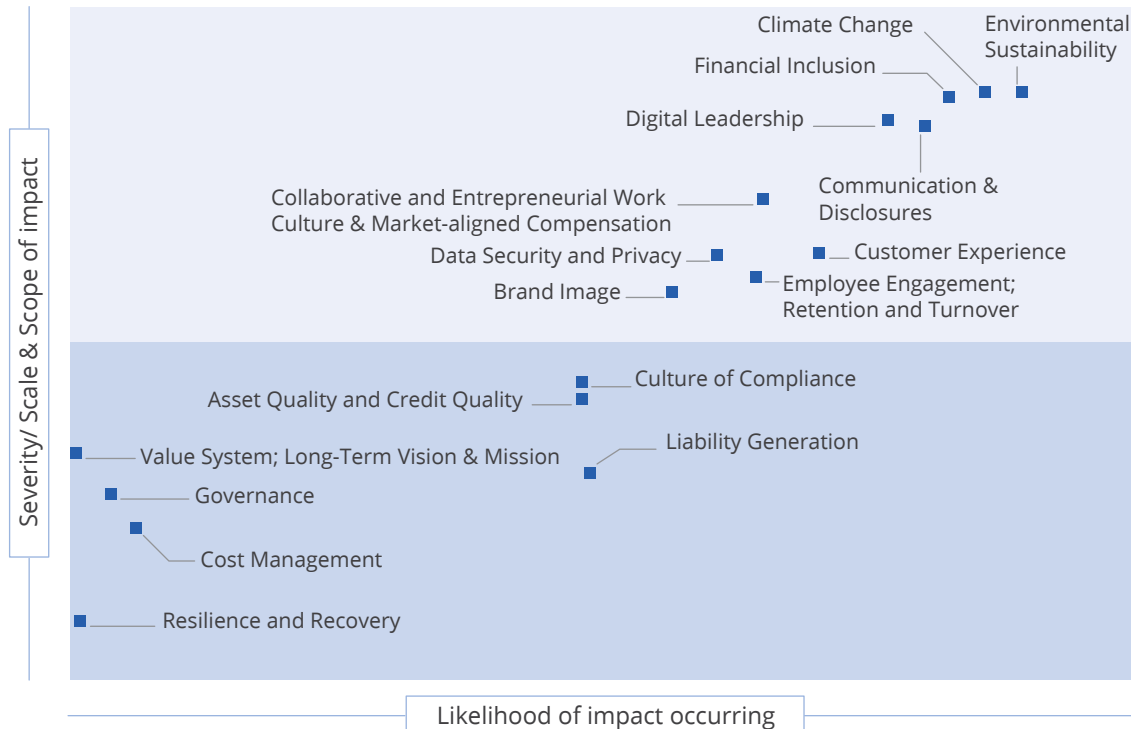 Climate Change
Environmental
Sustainability
Financial Inclusion
Digital Leadership
Communication &
Disclosures
Collaborative and Entrepreneurial Work
Culture & Market-aligned Compensation
Data Security and Privacy
Customer Experience
Brand Image
Employee Engagement;
Retention and Turnover
Severity/ Scale & Scope of impact
Culture of Compliance
Asset Quality and Credit Quality
Liability Generation
Value System; Long-Term Vision & Mission
Governance
Cost Management
Resilience and Recovery
Likelihood of impact occurring